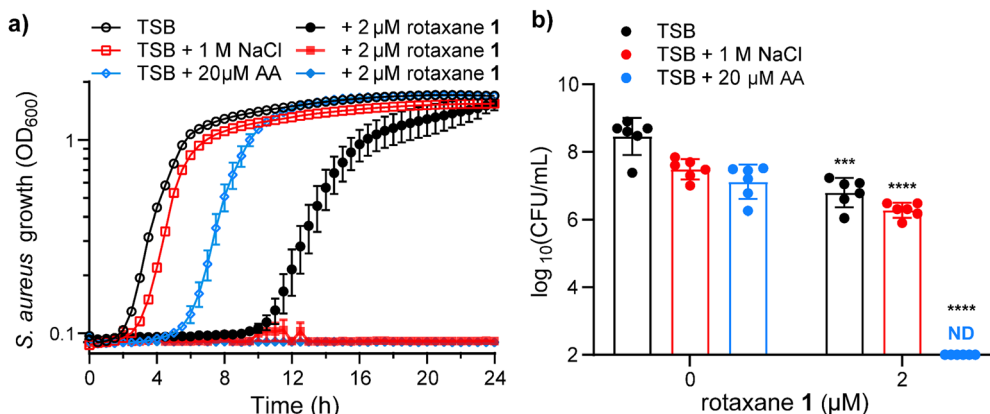 a)
TSB
TSB + 1 M NaCl
TSB + 20µM AA
+ 2 µM rotaxane 1
+ 2 µM rotaxane 1
+ 2 µM rotaxane 1
S. aureus growth (OD600)
1
0.1
0 4 8 12 16 20 24
Time (h)
b)
TSB
TSB + 1 M NaCl
TSB + 20 µM AA
log10(CFU/mL)
10
8
6
4
2
***
****
****
ND
0 2
rotaxane 1 (µM)